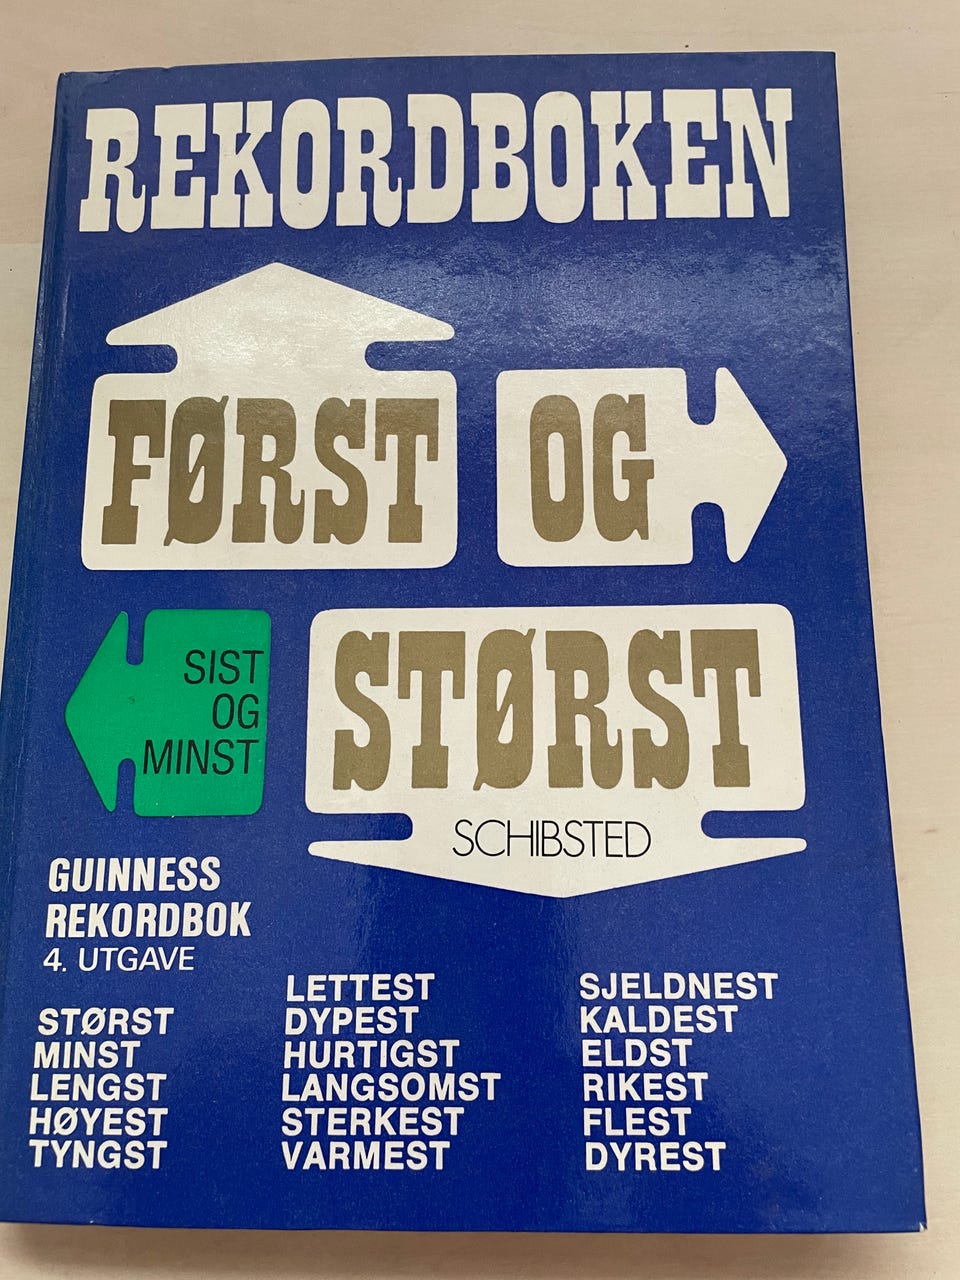 REKORDBOKEN
FØRST OG
SIST
OG
MINST
STØRST
SCHIBSTED
GUINNESS
REKORDBOK
4. UTGAVE
STØRST
MINST
LENGST
HØYEST
TYNGST
LETTEST
DYPEST
HURTIGST
LANGSOMST
STERKEST
VARMEST
SJELDNEST
KALDEST
ELDST
RIKEST
FLEST
DYREST